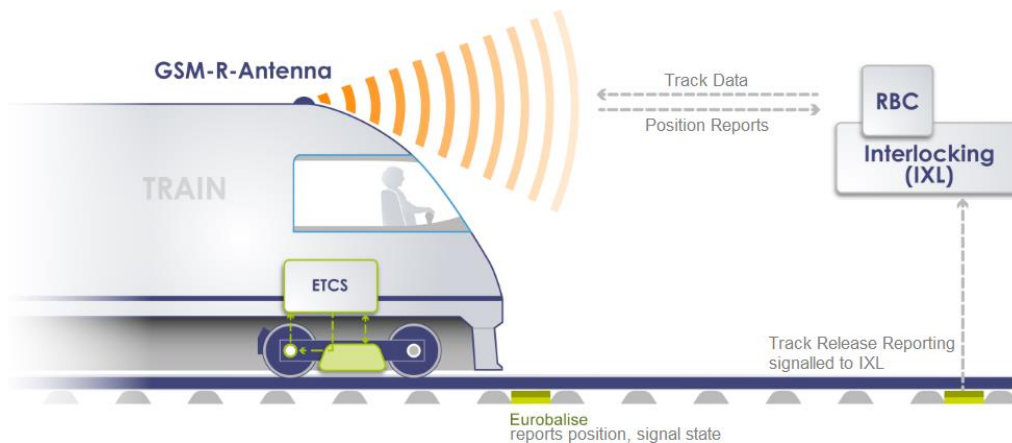 GSM-R-Antenna
Track Data
Position Reports
RBC
Interlocking
(IXL)
TRAIN
ETCS
Track Release Reporting
signalled to IXL
Eurobalise
reports position, signal state